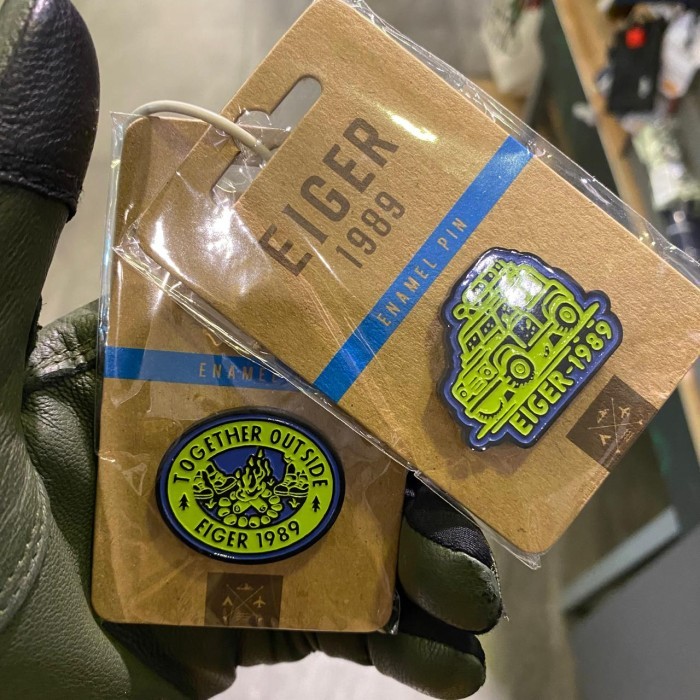 EIGER
1989
ENAMEL PIN
EIGER-1989
ENAMEL
TOGETHER OUTSIDE
EIGER 1989